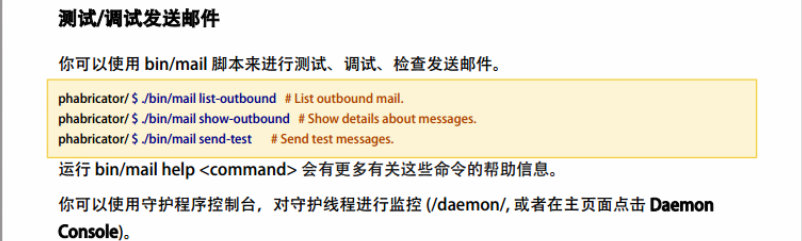 测试/调试发送邮件
你可以使用 bin/mail 脚本来进行测试、调试、检查发送邮件。
phabricator/ $ ./bin/mail list-outbound # List outbound mail.
phabricator/ $ ./bin/mail show-outbound # Show details about messages.
phabricator/ $ ./bin/mail send-test # Send test messages.
运行 bin/mail help <command> 会有更多有关这些命令的帮助信息。
你可以使用守护程序控制台，对守护线程进行监控 (/daemon/, 或者在主页面点击 Daemon
Console)。